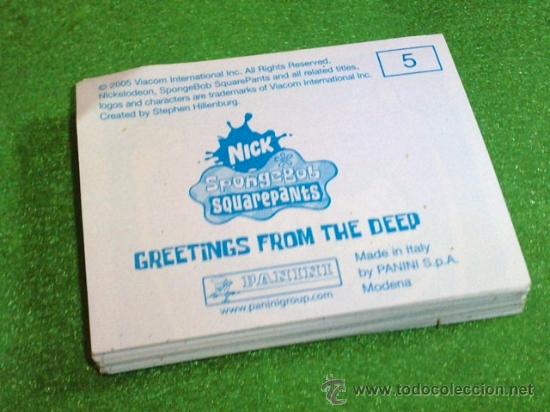 © 2005 Viacom International Inc. All Rights Reserved.
Nickelodeon, SpongeBob SquarePants and all related titles,
logos and characters are trademarks of Viacom International Inc.
Created by Stephen Hillenburg.
5
NICK
SpongeBob
squarepants
GREETINGS FROM THE DEEP
PANINI
www.paninigroup.com
Made in Italy
by PANINI S.p.A.
Modena
www.todocoleccion.net